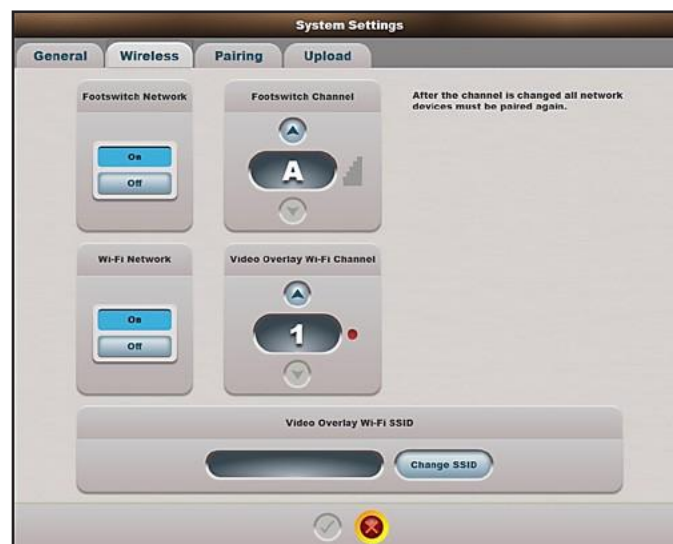 System Settings
General Wireless Pairing Upload
Footswitch Network
On
Off
Footswitch Channel
A
After the channel is changed all network
devices must be paired again.
Wi-Fi Network
On
Off
Video Overlay Wi-Fi Channel
1
Video Overlay Wi-Fi SSID
Change SSID